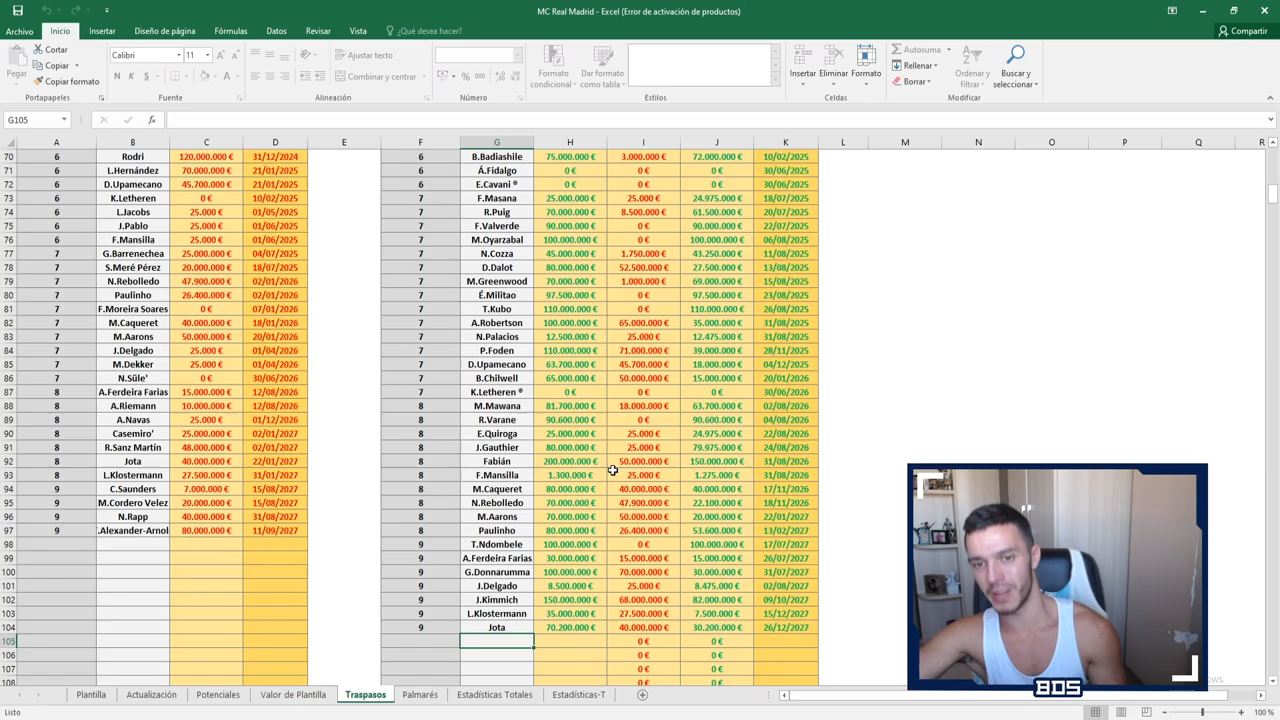 MC Real Madrid - Excel (Error de activación de productos)
Archivo Inicio Insertar Diseño de página Fórmulas Datos Revisar Vista ¿Qué desea hacer? Compartir
Cortar
Copiar
Copiar formato
Pegar
Calibri 11
N K S
Ajustar texto
Combinar y centrar
% 000
Formato condicional
Dar formato como tabla
Insertar Eliminar Formato
Autosuma
Rellenar
Borrar
Ordenar y filtrar
Buscar y seleccionar
Portapapeles Fuente Alineación Número Estilos Celdas Modificar
G105 fx
A B C D E F G H I J K L M N O P Q R
70 6 Rodri 120.000.000 € 31/12/2024 6 B.Badiashile 75.000.000 € 3.000.000 € 72.000.000 € 10/02/2025
71 6 L.Hernández 70.000.000 € 21/01/2025 6 Á.Fidalgo 0 € 0 € 0 € 30/06/2025
72 6 D.Upamecano 45.700.000 € 21/01/2025 6 E.Cavani ® 0 € 0 € 0 € 30/06/2025
73 6 K.Letheren 0 € 10/02/2025 7 F.Masana 25.000.000 € 25.000 € 24.975.000 € 18/07/2025
74 6 L.Jacobs 25.000 € 01/05/2025 7 R.Puig 70.000.000 € 8.500.000 € 61.500.000 € 20/07/2025
75 6 J.Pablo 25.000 € 01/06/2025 7 F.Valverde 90.000.000 € 0 € 90.000.000 € 22/07/2025
76 6 F.Mansilla 25.000 € 01/06/2025 7 M.Oyarzabal 100.000.000 € 0 € 100.000.000 € 06/08/2025
77 7 G.Barrenechea 25.000.000 € 04/07/2025 7 N.Cozza 45.000.000 € 1.750.000 € 43.250.000 € 11/08/2025
78 7 S.Meré Pérez 20.000.000 € 18/07/2025 7 D.Dalot 80.000.000 € 52.500.000 € 27.500.000 € 13/08/2025
79 7 N.Rebolledo 47.900.000 € 02/01/2026 7 M.Greenwood 70.000.000 € 1.000.000 € 69.000.000 € 15/08/2025
80 7 Paulinho 26.400.000 € 02/01/2026 7 É.Militao 97.500.000 € 0 € 97.500.000 € 23/08/2025
81 7 F.Moreira Soares 0 € 07/01/2026 7 T.Kubo 110.000.000 € 0 € 110.000.000 € 31/08/2025
82 7 M.Caqueret 40.000.000 € 18/01/2026 7 A.Robertson 100.000.000 € 65.000.000 € 35.000.000 € 31/08/2025
83 7 M.Aarons 50.000.000 € 20/01/2026 7 N.Palacios 12.500.000 € 25.000 € 12.475.000 € 31/08/2025
84 7 J.Delgado 25.000 € 01/04/2026 7 P.Foden 110.000.000 € 71.000.000 € 39.000.000 € 28/11/2025
85 7 M.Dekker 25.000 € 01/04/2026 7 D.Upamecano 63.700.000 € 45.700.000 € 18.000.000 € 04/12/2025
86 7 N.Süle' 0 € 30/06/2026 7 B.Chilwell 65.000.000 € 50.000.000 € 15.000.000 € 20/01/2026
87 8 A.Ferdeira Farias 15.000.000 € 12/08/2026 7 K.Letheren ® 0 € 0 € 0 € 30/06/2026
88 8 A.Riemann 10.000.000 € 12/08/2026 8 M.Mawana 81.700.000 € 18.000.000 € 63.700.000 € 02/08/2026
89 8 A.Navas 25.000 € 01/12/2026 8 R.Varane 90.600.000 € 0 € 90.600.000 € 04/08/2026
90 8 Casemiro' 25.000.000 € 02/01/2027 8 E.Quiroga 25.000.000 € 25.000 € 24.975.000 € 22/08/2026
91 8 R.Sanz Martín 48.000.000 € 02/01/2027 8 J.Gauthier 80.000.000 € 25.000 € 79.975.000 € 24/08/2026
92 8 Jota 40.000.000 € 22/01/2027 8 Fabián 200.000.000 € 50.000.000 € 150.000.000 € 31/08/2026
93 8 L.Klostermann 27.500.000 € 31/01/2027 8 F.Mansilla 1.300.000 € 25.000 € 1.275.000 € 31/08/2026
94 9 C.Saunders 7.000.000 € 15/08/2027 8 M.Caqueret 80.000.000 € 40.000.000 € 40.000.000 € 17/11/2026
95 9 M.Cordero Velez 20.000.000 € 15/08/2027 8 N.Rebolledo 70.000.000 € 47.900.000 € 22.100.000 € 18/11/2026
96 9 N.Rapp 40.000.000 € 31/08/2027 8 M.Aarons 70.000.000 € 50.000.000 € 20.000.000 € 22/01/2027
97 9 .Alexander-Arnol 80.000.000 € 11/09/2027 8 Paulinho 80.000.000 € 26.400.000 € 53.600.000 € 13/02/2027
98 9 T.Ndombele 100.000.000 € 0 € 100.000.000 € 17/07/2027
99 9 A.Ferdeira Farias 30.000.000 € 15.000.000 € 15.000.000 € 26/07/2027
100 9 G.Donnarumma 100.000.000 € 70.000.000 € 30.000.000 € 31/07/2027
101 9 J.Delgado 8.500.000 € 25.000 € 8.475.000 € 02/08/2027
102 9 J.Kimmich 150.000.000 € 68.000.000 € 82.000.000 € 09/10/2027
103 9 L.Klostermann 35.000.000 € 27.500.000 € 7.500.000 € 15/12/2027
104 9 Jota 70.200.000 € 40.000.000 € 30.200.000 € 26/12/2027
105 0 € 0 €
106 0 € 0 €
107 0 € 0 €
108 0 € 0 €
BOS
Plantilla Actualización Potenciales Valor de Plantilla Traspasos Palmarés Estadísticas Totales Estadísticas-T
Listo 100 %